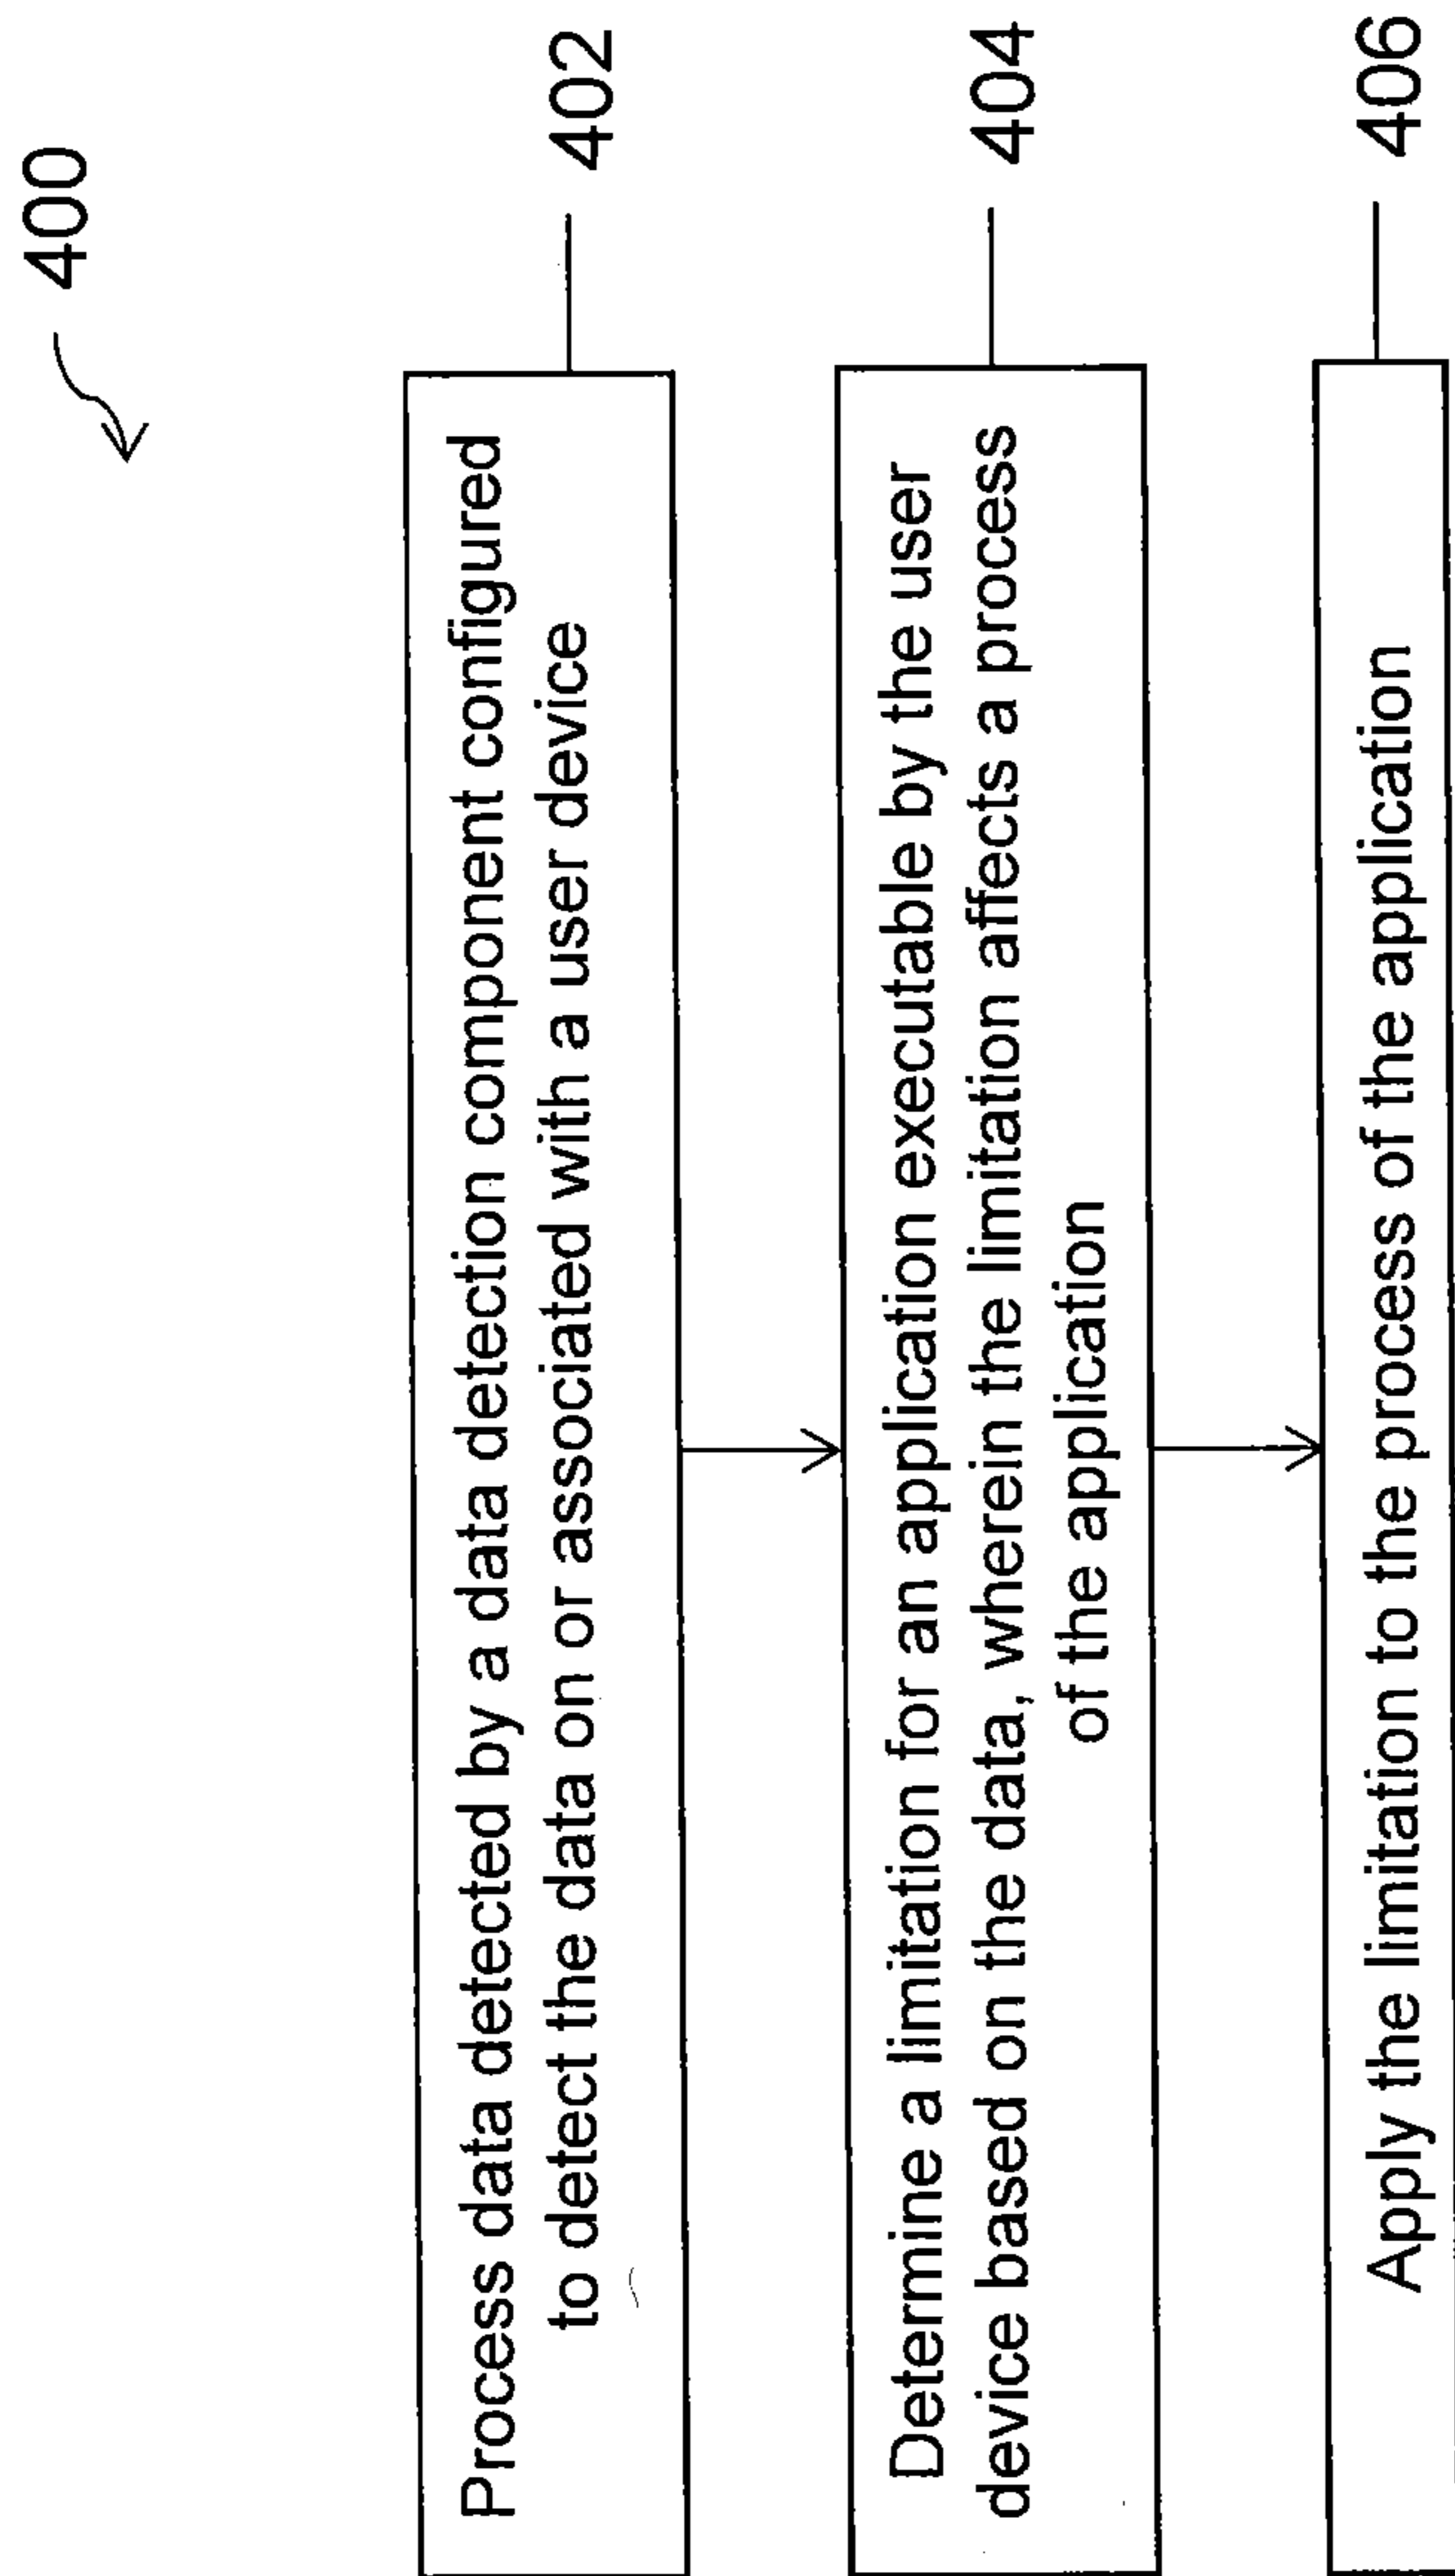 400
Process data detected by a data detection component configured
to detect the data on or associated with a user device
402
Determine a limitation for an application executable by the user
device based on the data, wherein the limitation affects a process
of the application
404
Apply the limitation to the process of the application
406